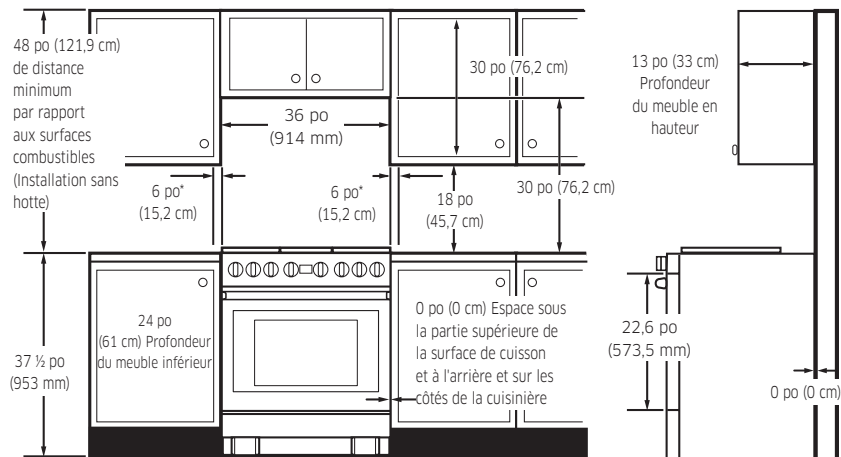 48 po (121,9 cm)
de distance
minimum
par rapport
aux surfaces
combustibles
(Installation sans
hotte)
36 po
(914 mm)
30 po (76,2 cm)
6 po*
(15,2 cm)
6 po*
(15,2 cm)
18 po
(45,7 cm)
30 po (76,2 cm)
13 po (33 cm)
Profondeur
du meuble en
hauteur
37 ½ po
(953 mm)
24 po
(61 cm) Profondeur
du meuble inférieur
0 po (0 cm) Espace sous
la partie supérieure de
la surface de cuisson
et à l'arrière et sur les
côtés de la cuisinière
22,6 po
(573,5 mm)
0 po (0 cm)